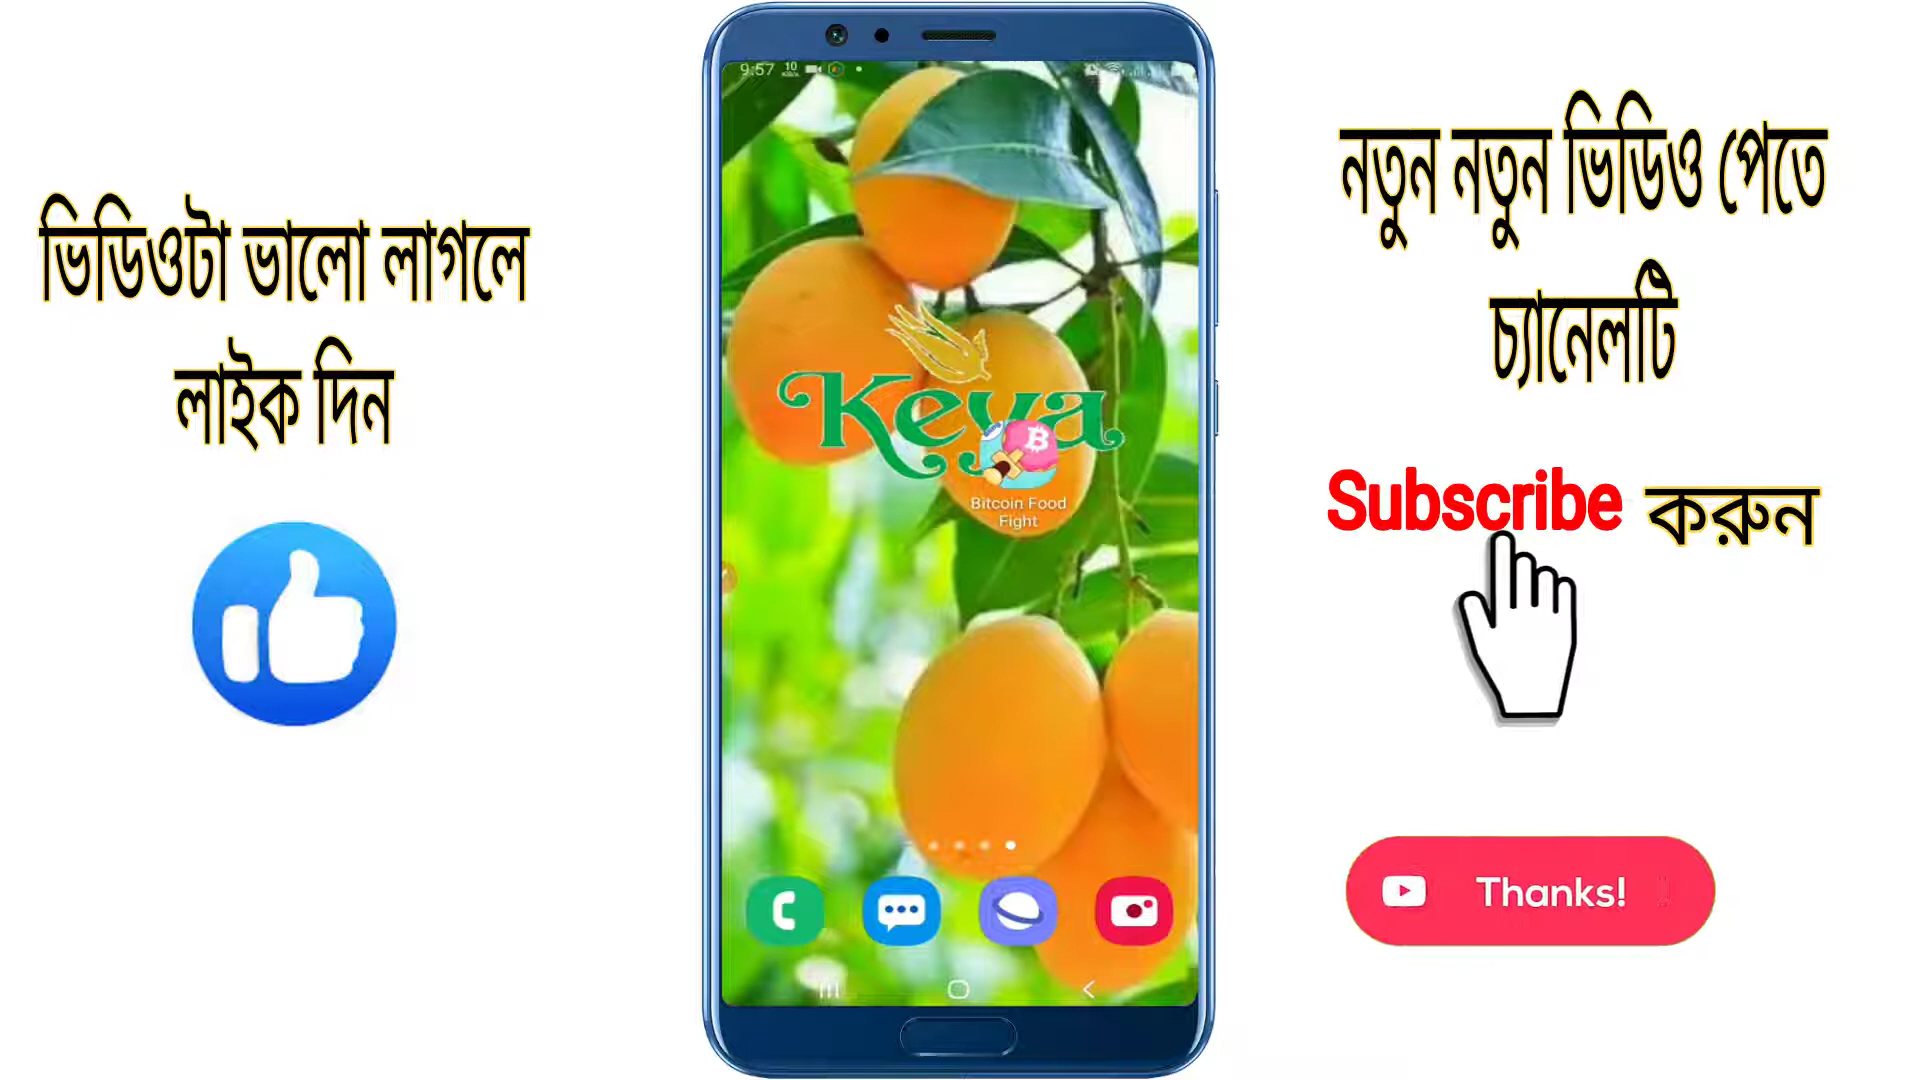 ভিডিওটা ভালো লাগলে
লাইক দিন
9:57
Keya
Bitcoin Food
Fight
নতুন নতুন ভিডিও পেতে
চ্যানেলটি
Subscribe করুন
Thanks!